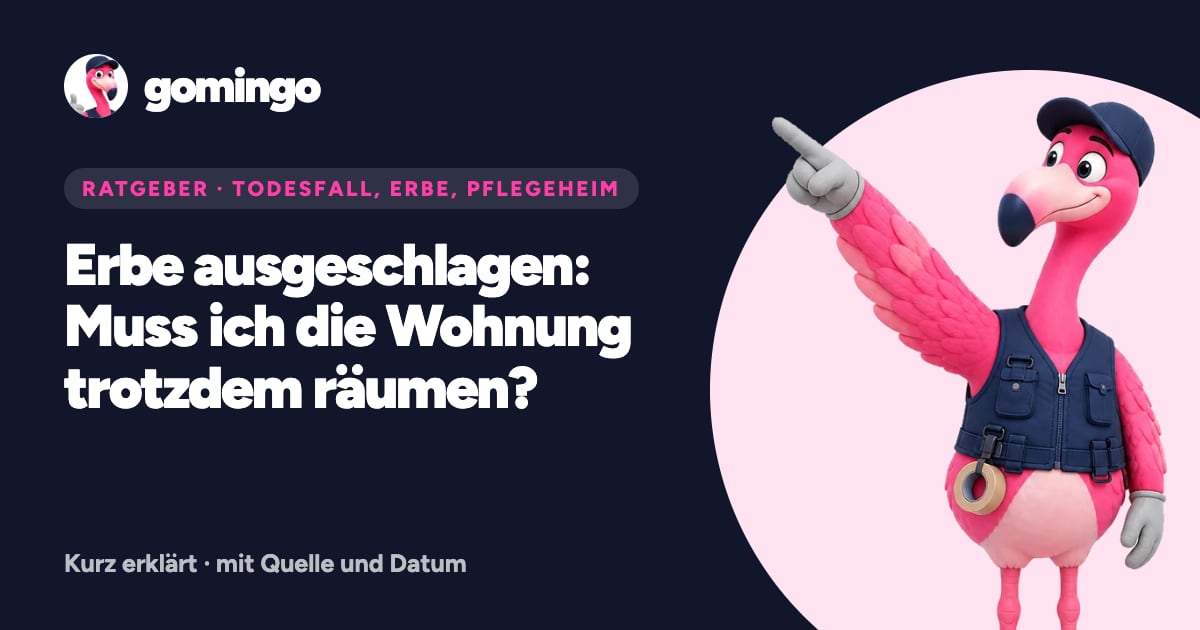 gomingo
RATGEBER · TODESFALL, ERBE, PFLEGEHEIM
Erbe ausgeschlagen:
Muss ich die Wohnung
trotzdem räumen?
Kurz erklärt · mit Quelle und Datum